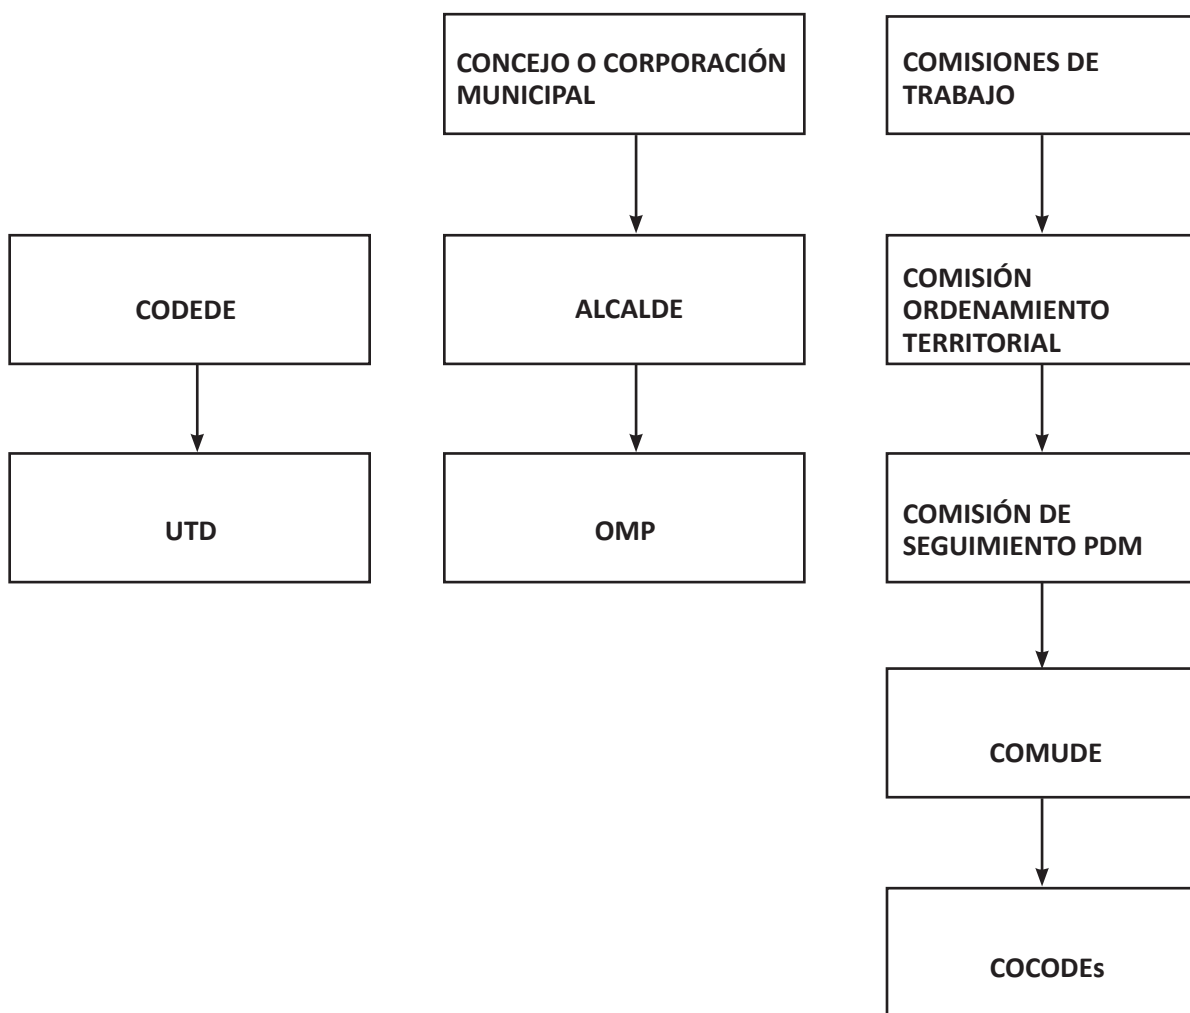 CONCEJO O CORPORACIÓN
MUNICIPAL
COMISIONES DE
TRABAJO
CODEDE
ALCALDE
COMISIÓN
ORDENAMIENTO
TERRITORIAL
UTD
OMP
COMISIÓN DE
SEGUIMIENTO PDM
COMUDE
COCODEs